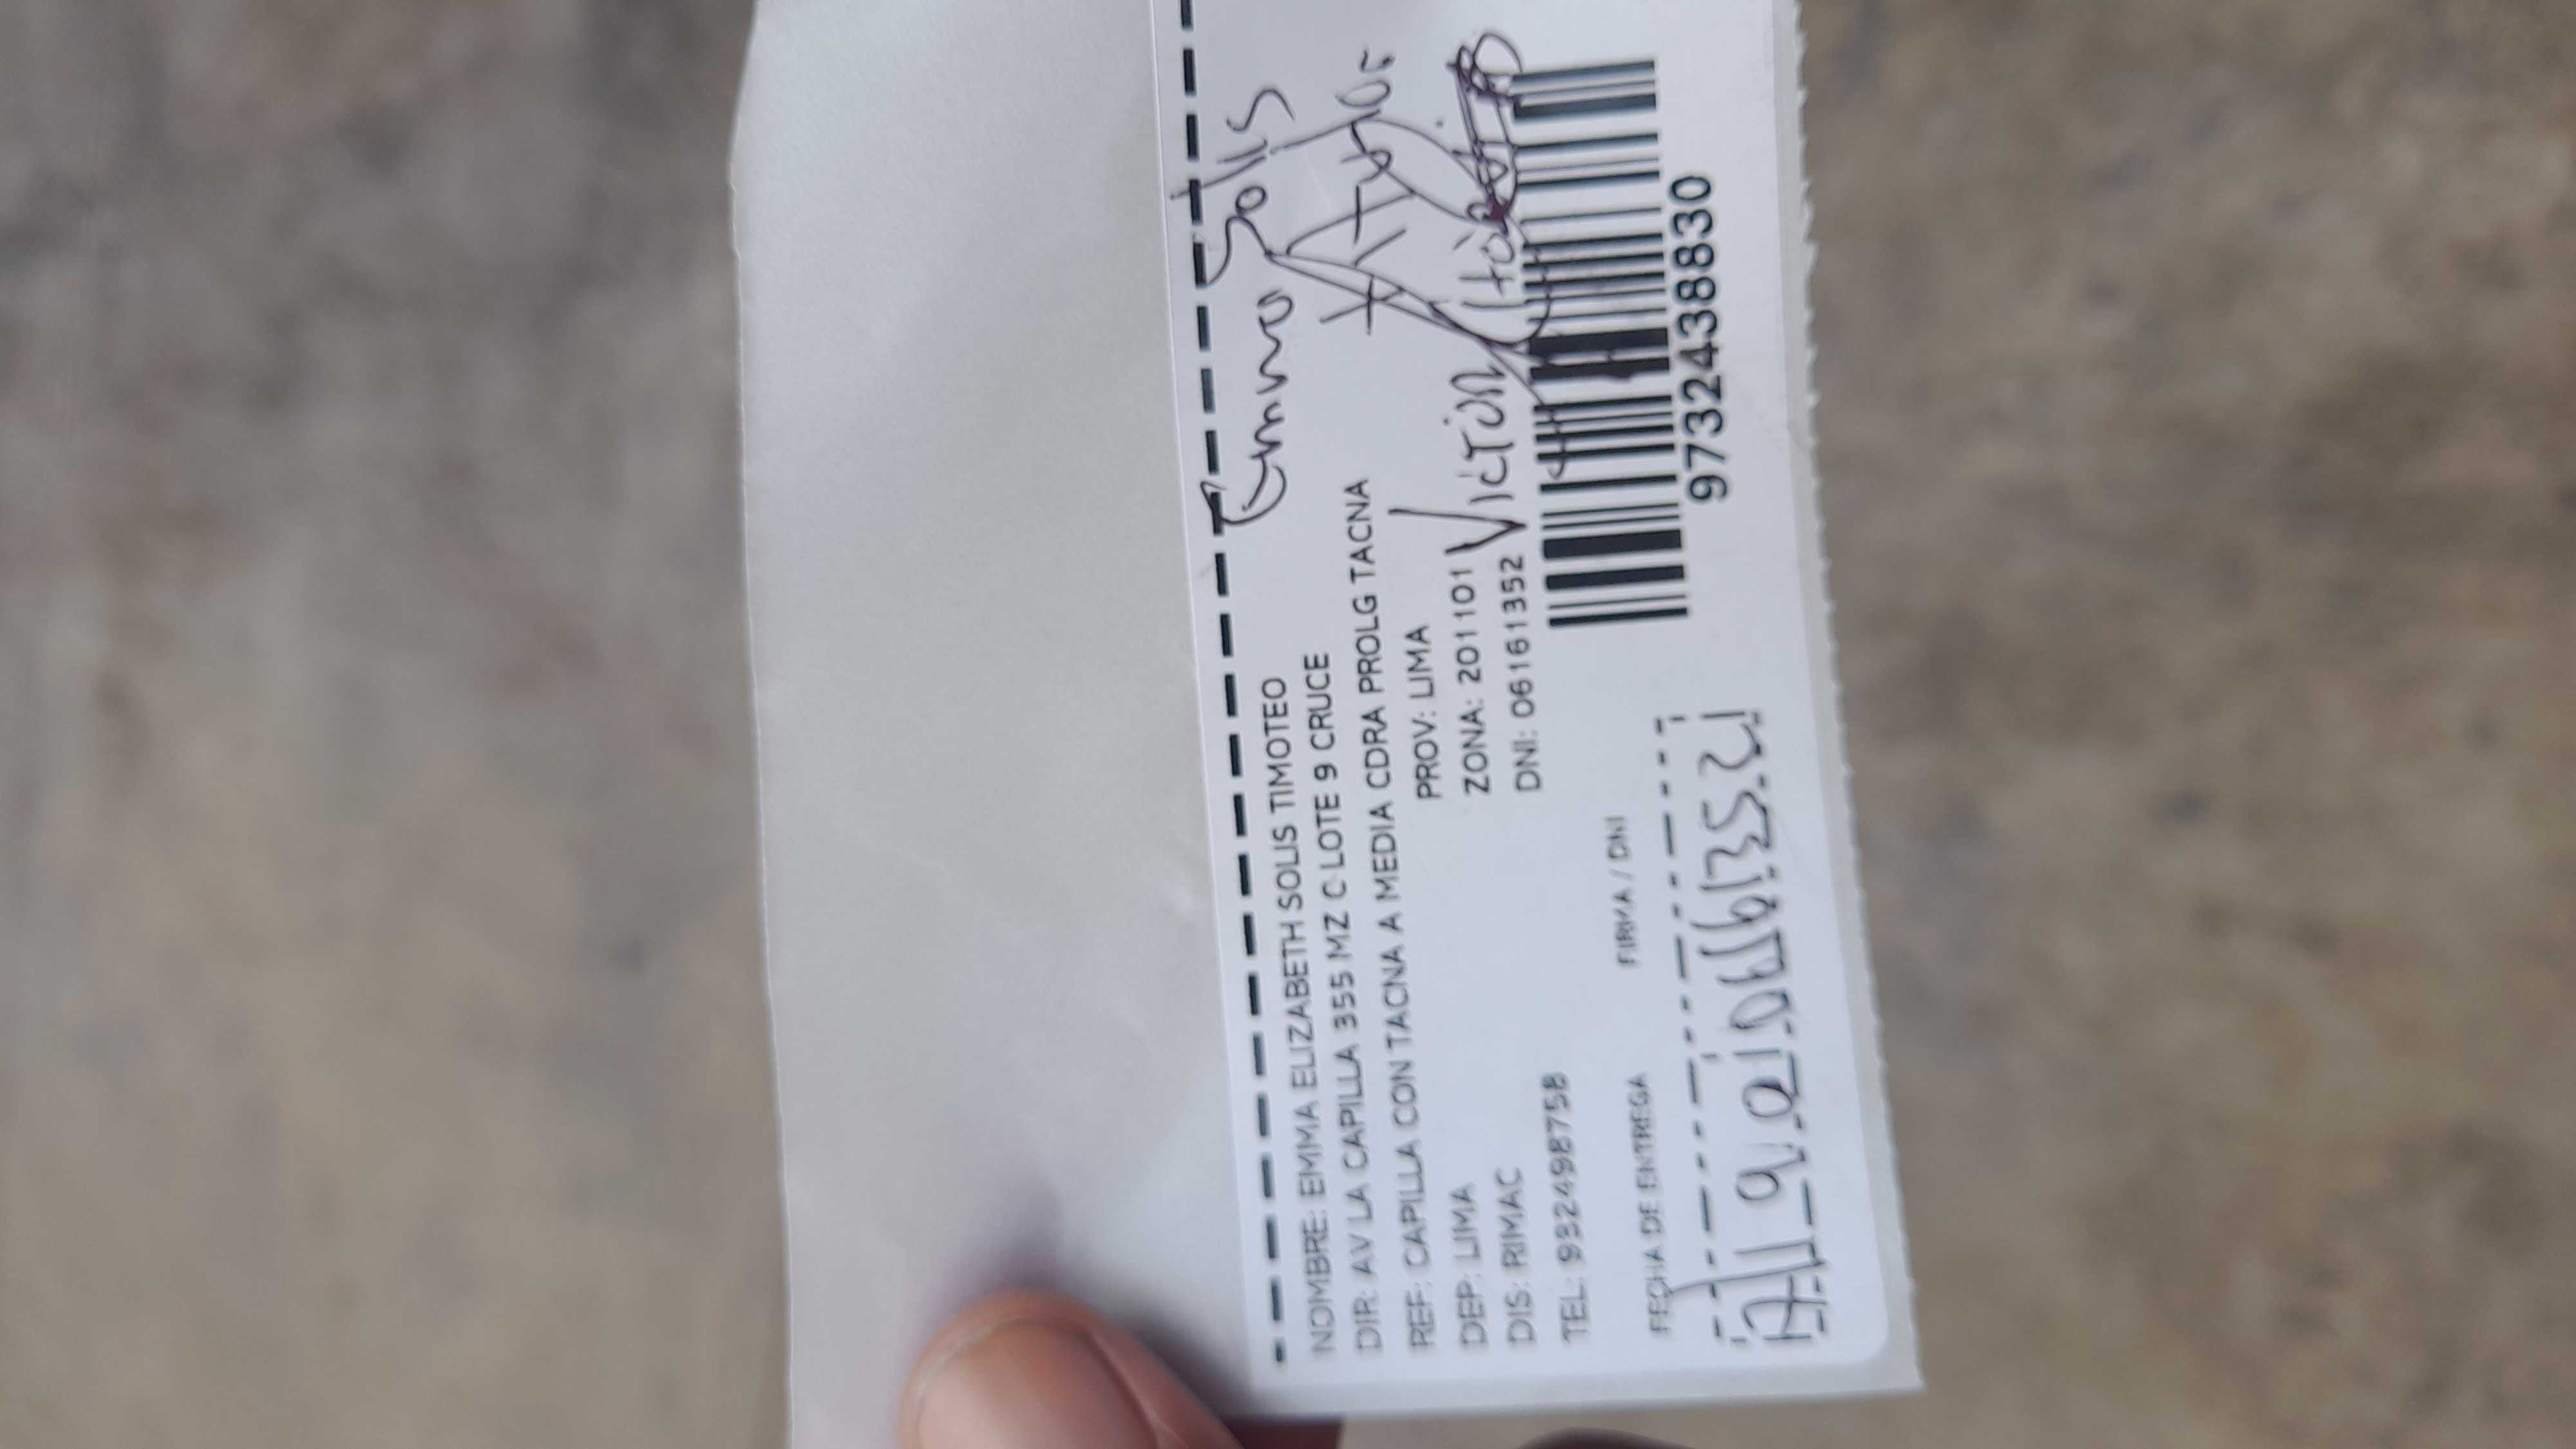 Emma Solis
NOMBRE: EMMA ELIZABETH SOLIS TIMOTEO
DIR: AV LA CAPILLA 355 MZ C LOTE 9 CRUCE
REF: CAPILLA CON TACNA A MEDIA CDRA PROLG TACNA
DEP: LIMA PROV: LIMA
DIS: RIMAC ZONA: 2011101
TEL: 932498758 DNI: 06161352
Victor
FECHA DE ENTREGA FIRMA / DNI
9732438830